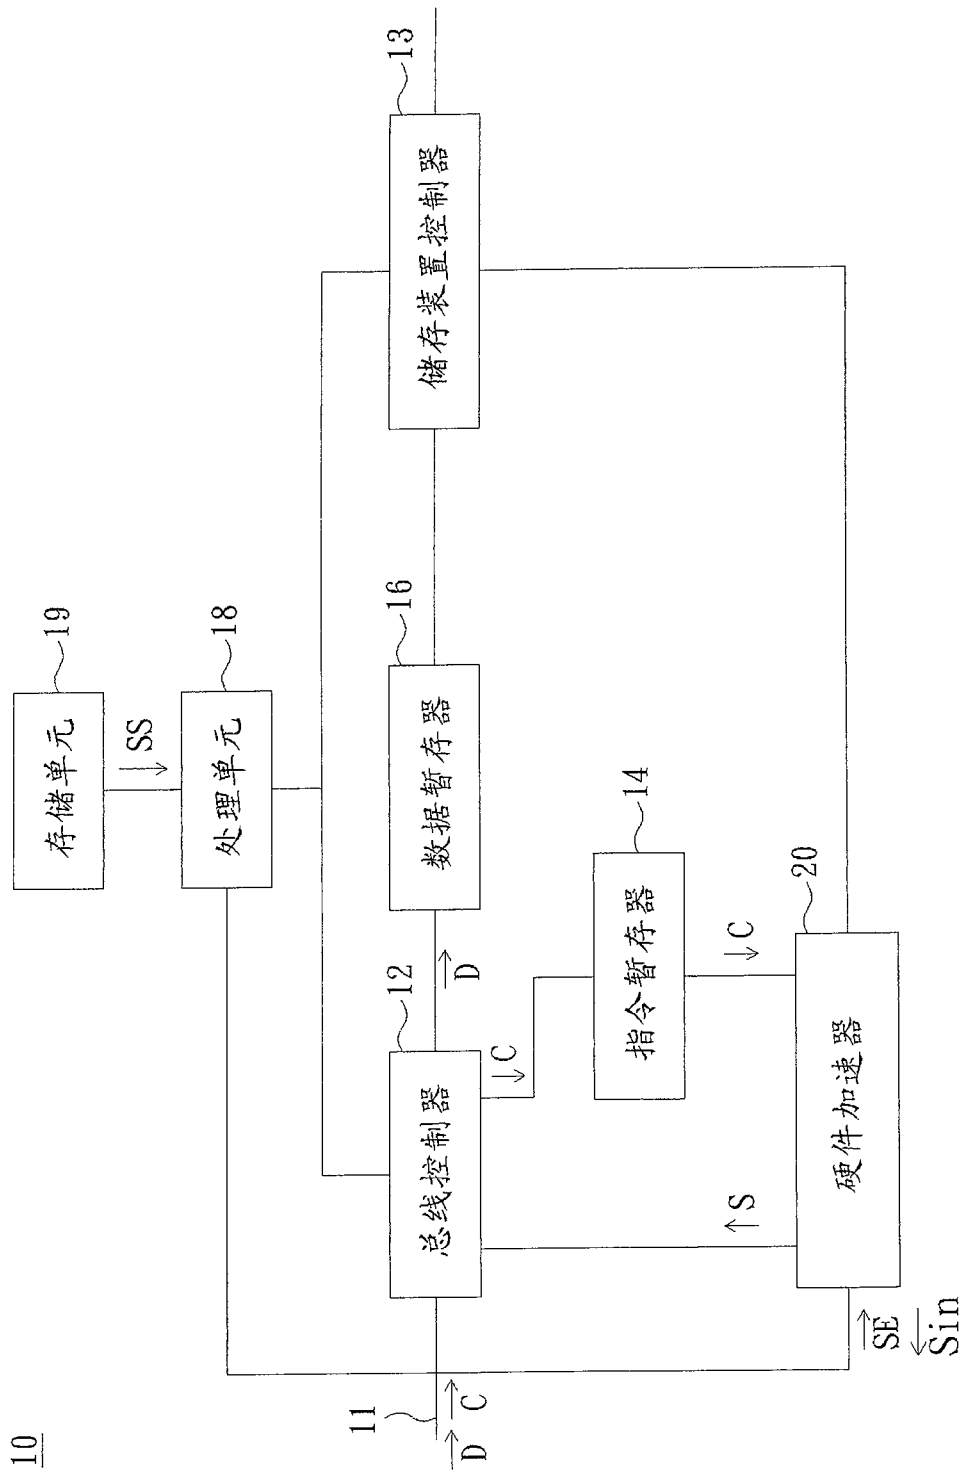 10
存储单元
19
SS
处理单元
18
11
D
C
总线控制器
12
D
数据暂存器
16
储存装置控制器
13
C
指令暂存器
14
S
C
硬件加速器
20
SE
Sin